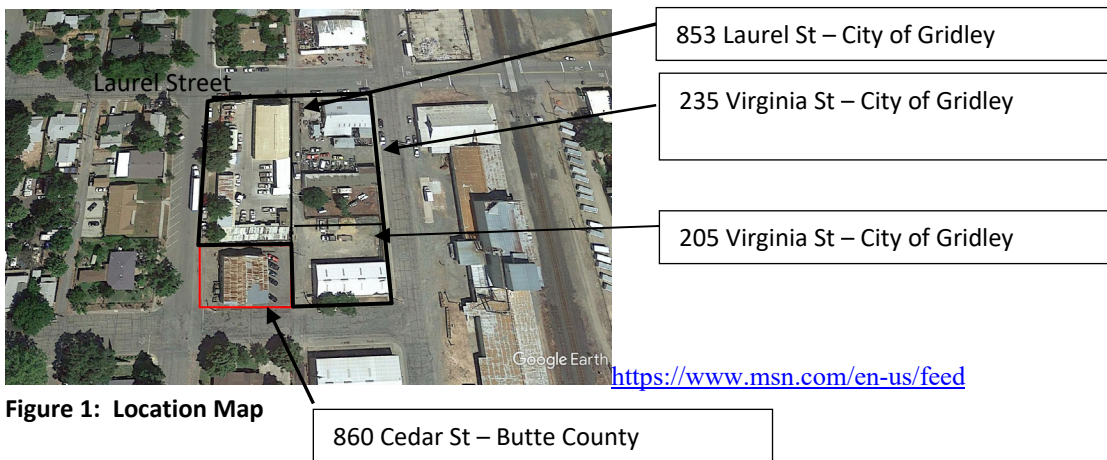 853 Laurel St – City of Gridley
Laurel Street
235 Virginia St – City of Gridley
205 Virginia St – City of Gridley
Google Earth
https://www.msn.com/en-us/feed
Figure 1:  Location Map
860 Cedar St – Butte County